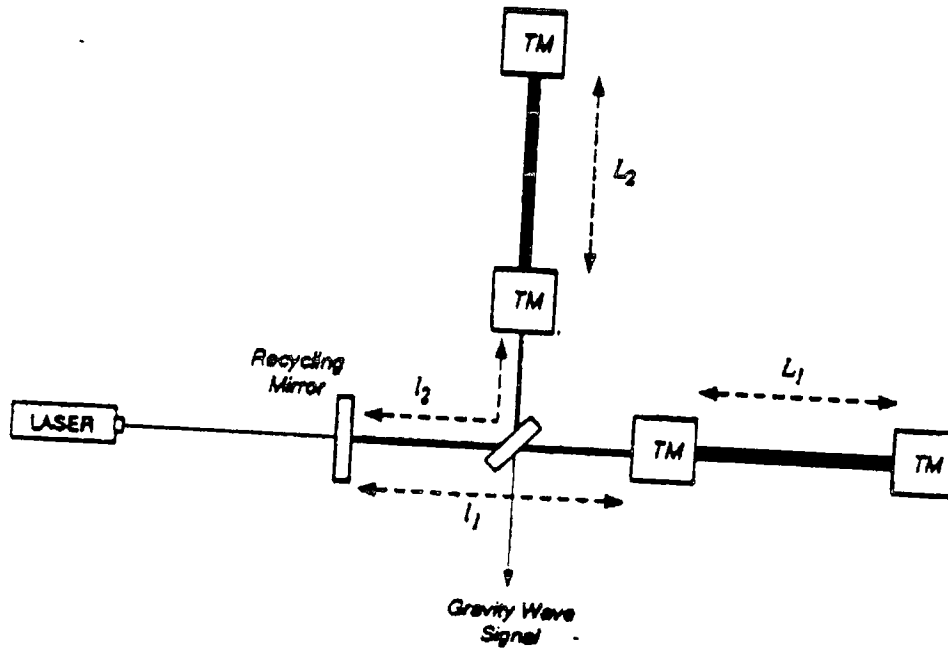 TM
L₂
TM
Recycling
Mirror
l₂
L₁
LASER
TM
TM
l₁
Gravity Wave
Signal